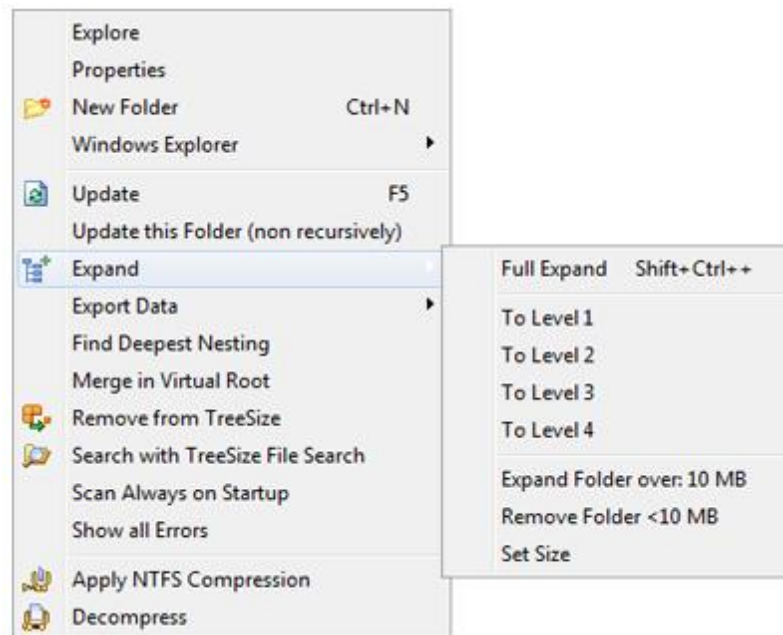 Explore
Properties
New Folder Ctrl+N
Windows Explorer
Update F5
Update this Folder (non recursively)
Expand
Export Data
Find Deepest Nesting
Merge in Virtual Root
Remove from TreeSize
Search with TreeSize File Search
Scan Always on Startup
Show all Errors
Apply NTFS Compression
Decompress
Full Expand Shift+Ctrl++
To Level 1
To Level 2
To Level 3
To Level 4
Expand Folder over: 10 MB
Remove Folder <10 MB
Set Size